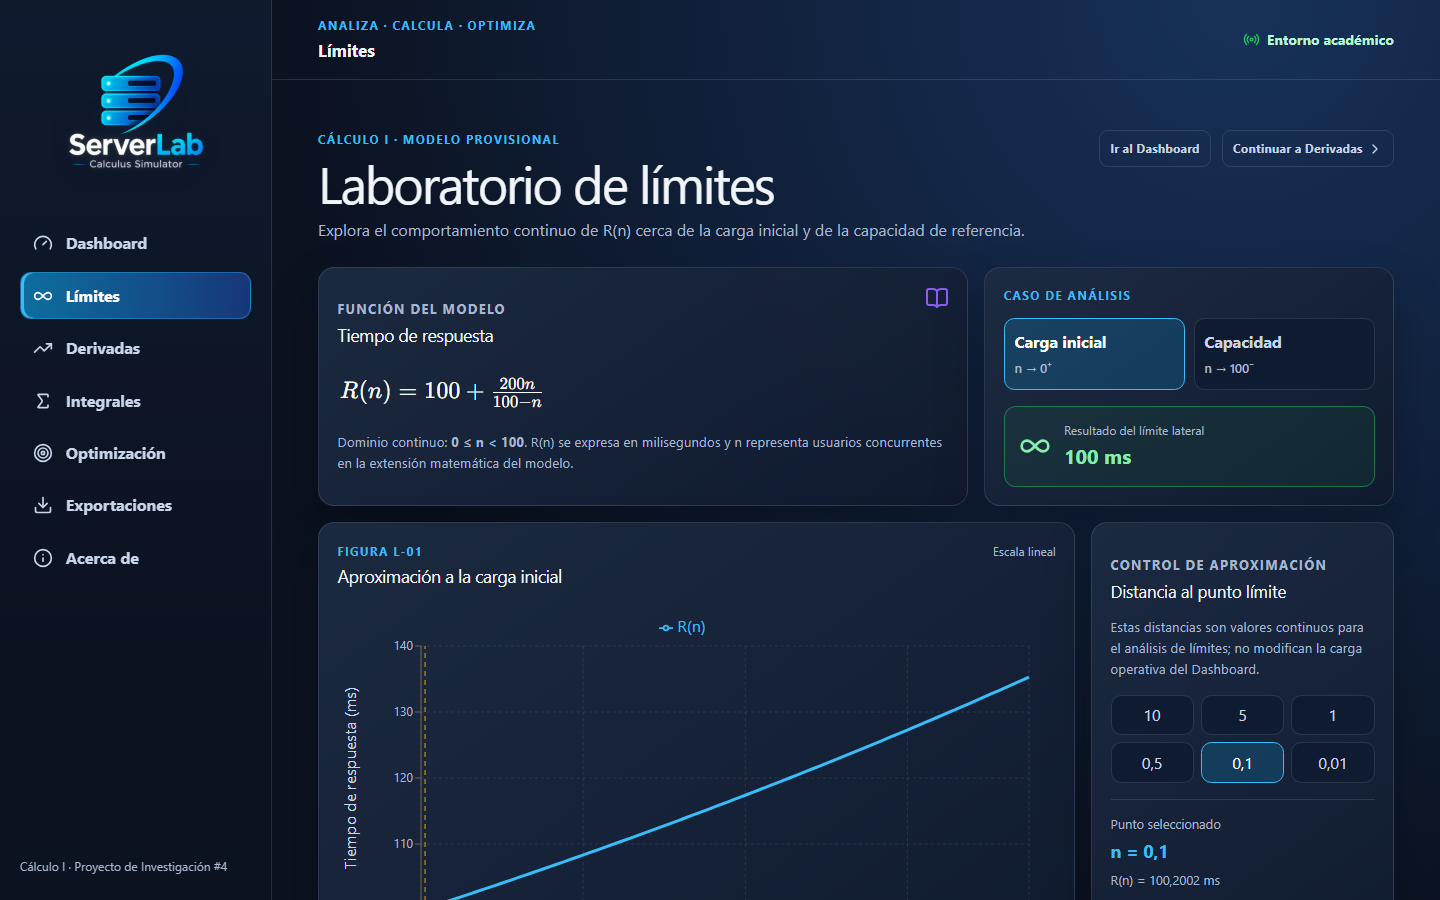 ServerLab
Calculus Simulator
Dashboard
Límites
Derivadas
Integrales
Optimización
Exportaciones
Acerca de
Cálculo I · Proyecto de Investigación #4
ANALIZA · CALCULA · OPTIMIZA
Límites
Entorno académico
CÁLCULO I · MODELO PROVISIONAL
Laboratorio de límites
Explora el comportamiento continuo de R(n) cerca de la carga inicial y de la capacidad de referencia.
Ir al Dashboard
Continuar a Derivadas
FUNCIÓN DEL MODELO
Tiempo de respuesta
R(n) = 100 + 200n / 100−n
Dominio continuo: 0 ≤ n < 100. R(n) se expresa en milisegundos y n representa usuarios concurrentes
en la extensión matemática del modelo.
CASO DE ANÁLISIS
Carga inicial
n → 0⁺
Capacidad
n → 100⁻
Resultado del límite lateral
100 ms
FIGURA L-01
Aproximación a la carga inicial
Escala lineal
R(n)
Tiempo de respuesta (ms)
140
130
120
110
CONTROL DE APROXIMACIÓN
Distancia al punto límite
Estas distancias son valores continuos para
el análisis de límites; no modifican la carga
operativa del Dashboard.
10 5 1
0,5 0,1 0,01
Punto seleccionado
n = 0,1
R(n) = 100,2002 ms